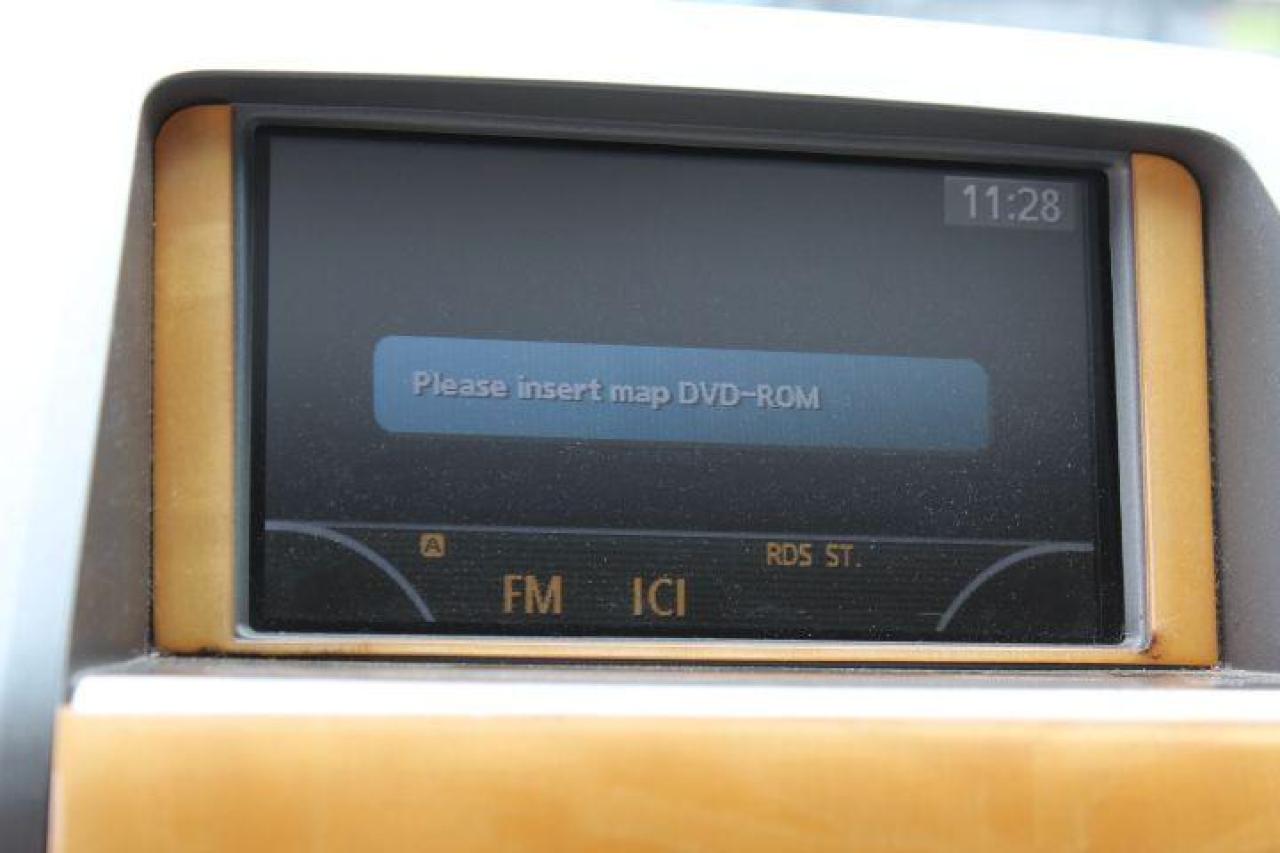 11:28
Please insert map DVD-ROM
A
RDS ST.
FM ICI